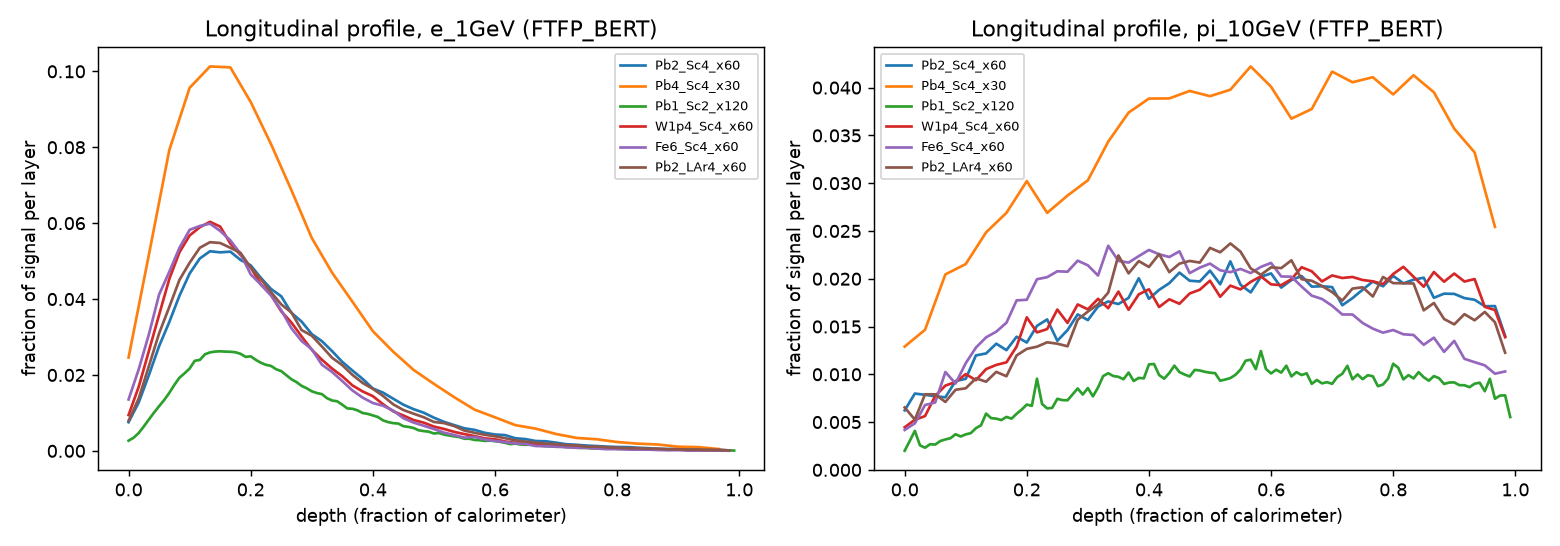 Longitudinal profile, e_1GeV (FTFP_BERT)
fraction of signal per layer
0.10
0.08
0.06
0.04
0.02
0.00
Pb2_Sc4_x60
Pb4_Sc4_x30
Pb1_Sc2_x120
W1p4_Sc4_x60
Fe6_Sc4_x60
Pb2_LAr4_x60
0.0 0.2 0.4 0.6 0.8 1.0
depth (fraction of calorimeter)
Longitudinal profile, pi_10GeV (FTFP_BERT)
fraction of signal per layer
0.040
0.035
0.030
0.025
0.020
0.015
0.010
0.005
0.000
Pb2_Sc4_x60
Pb4_Sc4_x30
Pb1_Sc2_x120
W1p4_Sc4_x60
Fe6_Sc4_x60
Pb2_LAr4_x60
0.0 0.2 0.4 0.6 0.8 1.0
depth (fraction of calorimeter)